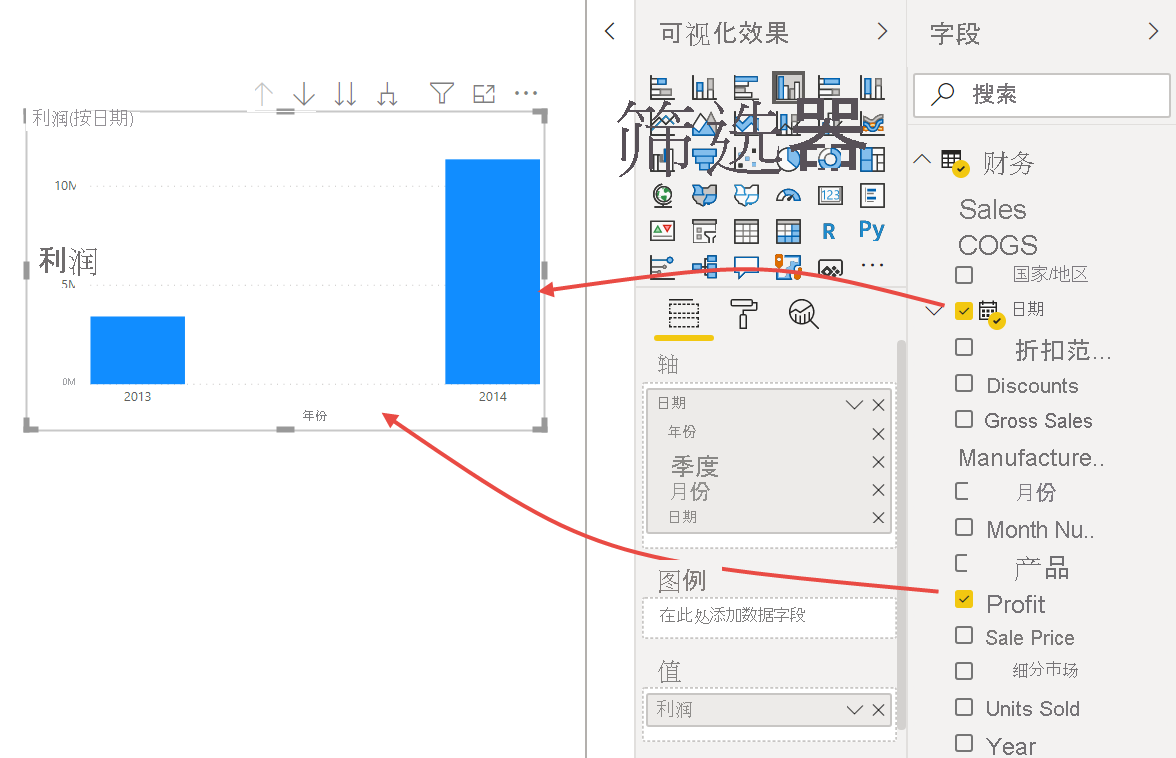 利润(按日期)
10M
利润
5M
0M
2013
2014
年份
可视化效果
筛选器
123
R
Py
轴
日期
年份
季度
月份
日期
图例
在此处添加数据字段
值
利润
字段
搜索
财务
Sales
COGS
国家/地区
日期
折扣范...
Discounts
Gross Sales
Manufacture..
月份
Month Nu..
产品
Profit
Sale Price
细分市场
Units Sold
Year